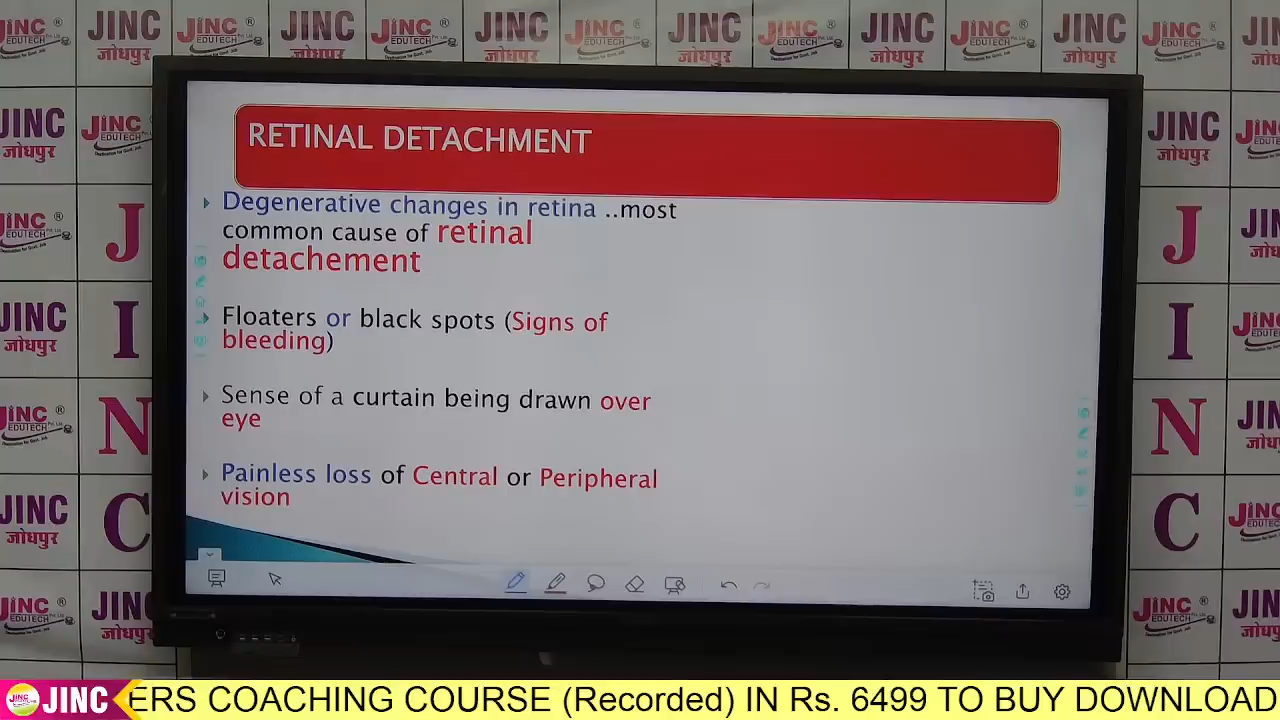 RETINAL DETACHMENT
Degenerative changes in retina ..most
common cause of retinal
detachement
Floaters or black spots (Signs of
bleeding)
Sense of a curtain being drawn over
eye
Painless loss of Central or Peripheral
vision
JINC
जोधपुर
JINC
EDUTECH
J
I
N
C
JINC
ERS COACHING COURSE (Recorded) IN Rs. 6499 TO BUY DOWNLOAD